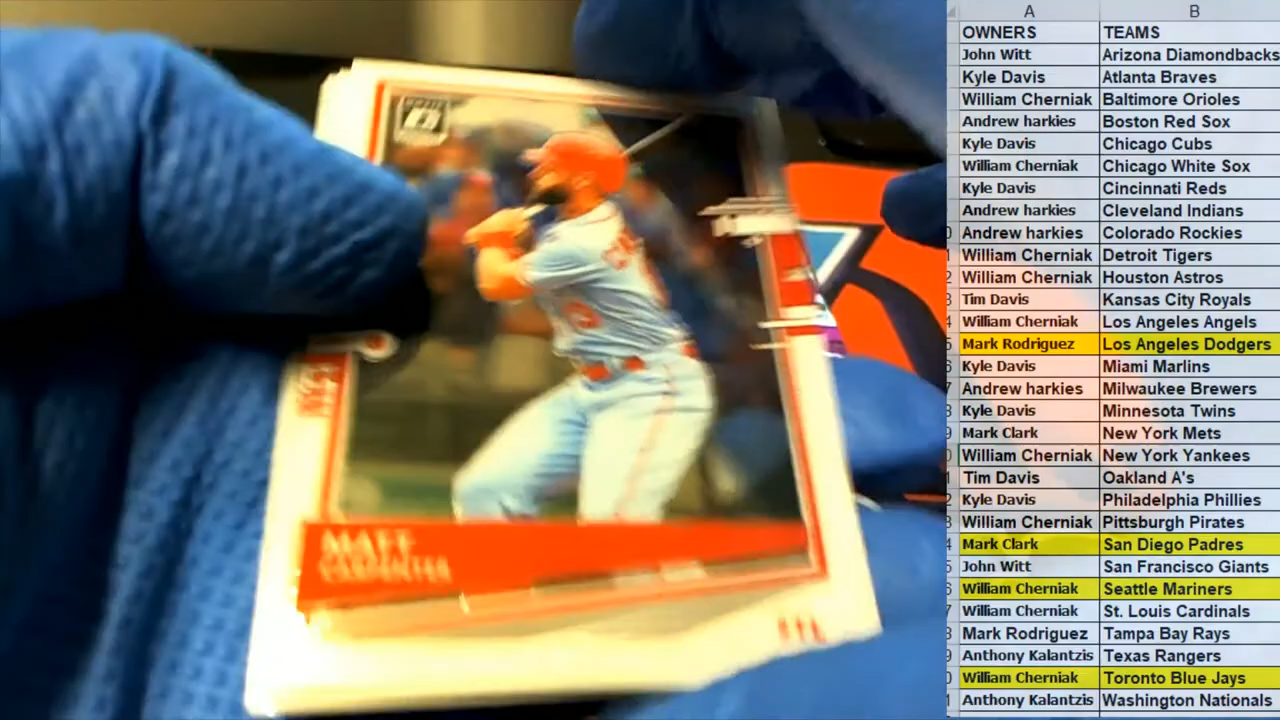 MATT
CARPENTER
STL
A B
OWNERS TEAMS
John Witt Arizona Diamondbacks
Kyle Davis Atlanta Braves
William Cherniak Baltimore Orioles
Andrew harkies Boston Red Sox
Kyle Davis Chicago Cubs
William Cherniak Chicago White Sox
Kyle Davis Cincinnati Reds
Andrew harkies Cleveland Indians
Andrew harkies Colorado Rockies
William Cherniak Detroit Tigers
William Cherniak Houston Astros
Tim Davis Kansas City Royals
William Cherniak Los Angeles Angels
Mark Rodriguez Los Angeles Dodgers
Kyle Davis Miami Marlins
Andrew harkies Milwaukee Brewers
Kyle Davis Minnesota Twins
Mark Clark New York Mets
William Cherniak New York Yankees
Tim Davis Oakland A's
Kyle Davis Philadelphia Phillies
William Cherniak Pittsburgh Pirates
Mark Clark San Diego Padres
John Witt San Francisco Giants
William Cherniak Seattle Mariners
William Cherniak St. Louis Cardinals
Mark Rodriguez Tampa Bay Rays
Anthony Kalantzis Texas Rangers
William Cherniak Toronto Blue Jays
Anthony Kalantzis Washington Nationals